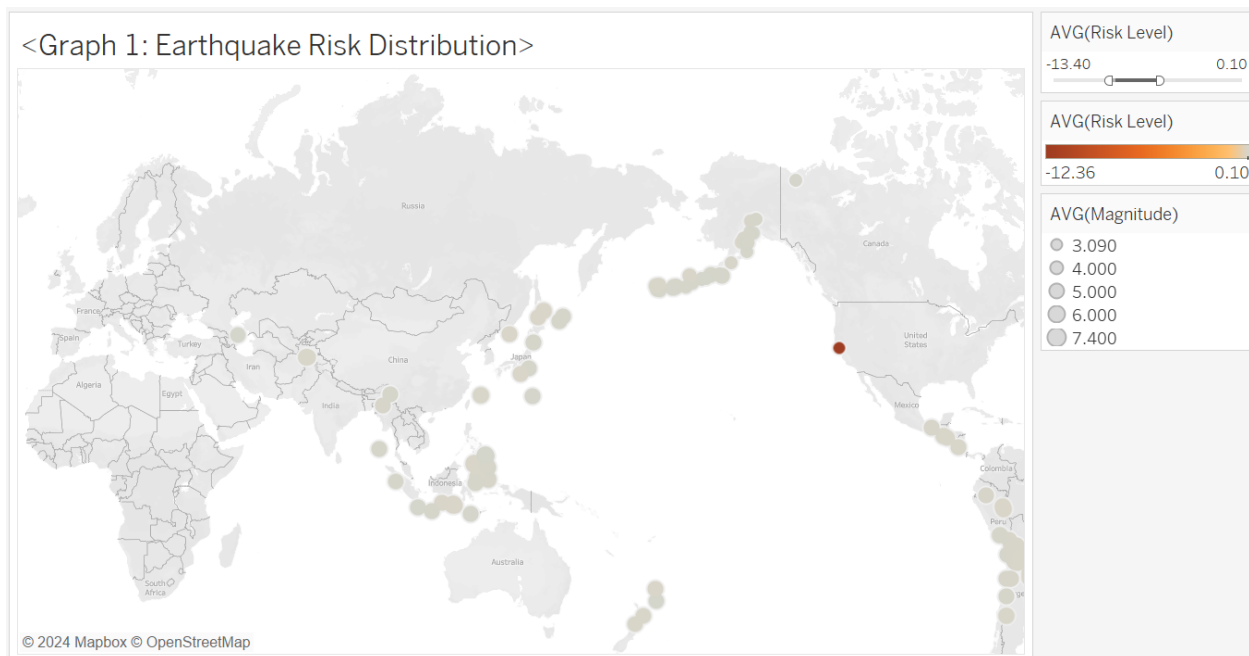 <Graph 1: Earthquake Risk Distribution>
AVG(Risk Level)
-13.40 0.10
AVG(Risk Level)
-12.36 0.10
AVG(Magnitude)
3.090
4.000
5.000
6.000
7.400
Russia
Canada
France
Spain
Turkey
United
States
Japan
China
Iran
Algeria
Egypt
India
Mexico
Colombia
Indonesia
Peru
Australia
South
Africa
© 2024 Mapbox © OpenStreetMap